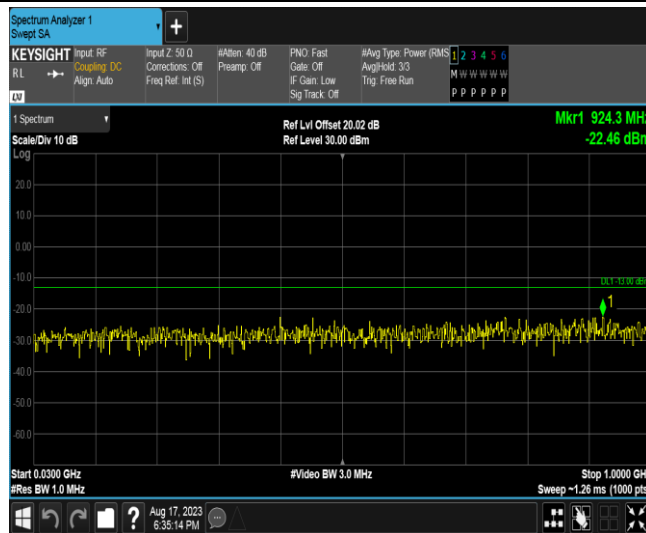 Spectrum Analyzer 1
Swept SA
+
KEYSIGHT Input: RF Input Z: 50 Ω #Atten: 40 dB PNO: Fast #Avg Type: Power (RMS 1 2 3 4 5 6
RL Coupling: DC Corrections: Off Preamp: Off Gate: Off Avg|Hold: 3/3 M W W W W W
Align: Auto Freq Ref: Int (S) IF Gain: Low Trig: Free Run
LXI Sig Track: Off P P P P P P
1 Spectrum Ref Lvl Offset 20.02 dB Mkr1 924.3 MHz
Scale/Div 10 dB Ref Level 30.00 dBm -22.46 dBm
Log
20.0
10.0
0.00
-10.0
DL1 -13.00 dBm
1
-20.0
-30.0
-40.0
-50.0
-60.0
Start 0.0300 GHz #Video BW 3.0 MHz Stop 1.0000 GHz
#Res BW 1.0 MHz Sweep ~1.26 ms (1000 pts)
? Aug 17, 2023
6:35:14 PM